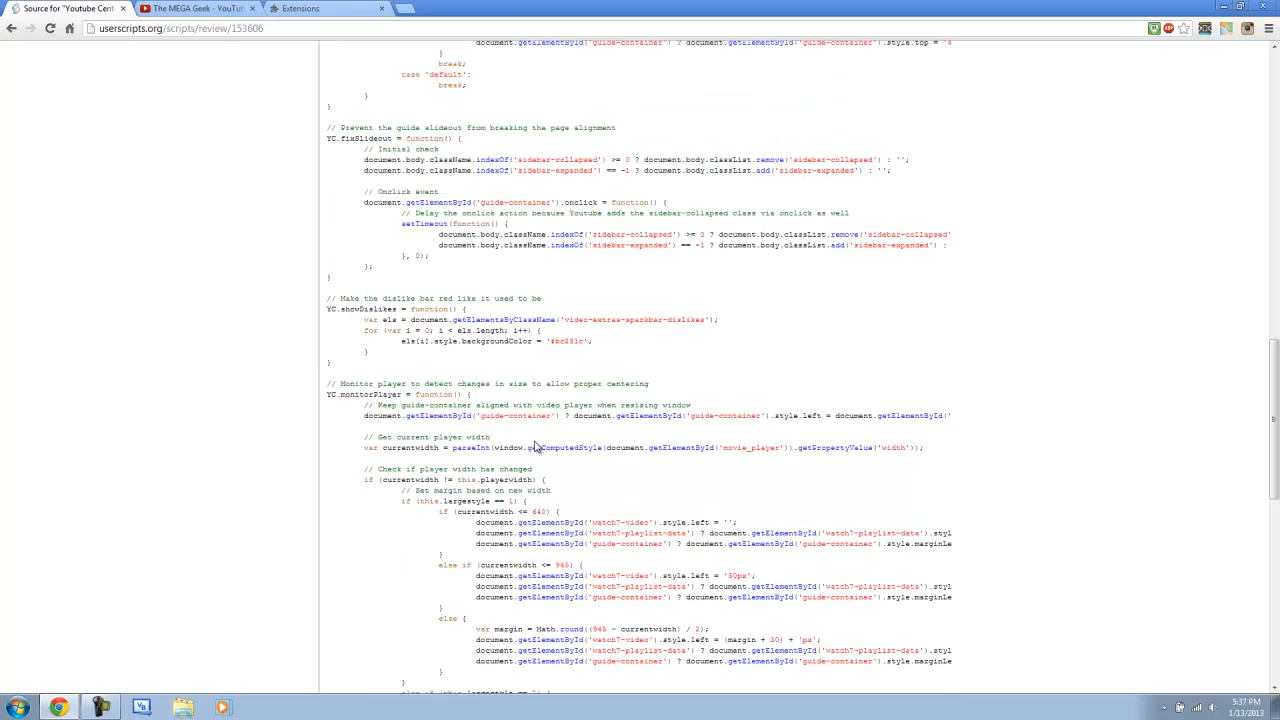 Source for "Youtube Cent
The MEGA Geek - YouTu
Extensions
userscripts.org/scripts/review/153606
document.getElementById('guide-container') ? document.getElementById('guide-container').style.top = '4
}
break;
case 'default':
break;
}
}
// Prevent the guide slideout from breaking the page alignment
YC.fixSlideout = function() {
// Initial check
document.body.className.indexOf('sidebar-collapsed') >= 0 ? document.body.classList.remove('sidebar-collapsed') : '';
document.body.className.indexOf('sidebar-expanded') == -1 ? document.body.classList.add('sidebar-expanded') : '';
// Onclick event
document.getElementById('guide-container').onclick = function() {
// Delay the onclick action because Youtube adds the sidebar-collapsed class via onclick as well
setTimeout(function() {
document.body.className.indexOf('sidebar-collapsed') >= 0 ? document.body.classList.remove('sidebar-collapsed'
document.body.className.indexOf('sidebar-expanded') == -1 ? document.body.classList.add('sidebar-expanded') :
}, 0);
};
}
// Make the dislike bar red like it used to be
YC.showDislikes = function() {
var els = document.getElementsByClassName('video-extras-sparkbar-dislikes');
for (var i = 0; i < els.length; i++) {
els[i].style.backgroundColor = '#bc281c';
}
}
// Monitor player to detect changes in size to allow proper centering
YC.monitorPlayer = function() {
// Keep guide-container aligned with video player when resizing window
document.getElementById('guide-container') ? document.getElementById('guide-container').style.left = document.getElementById('
// Get current player width
var currentwidth = parseInt(window.getComputedStyle(document.getElementById('movie_player')).getPropertyValue('width'));
// Check if player width has changed
if (currentwidth != this.playerwidth) {
// Set margin based on new width
if (this.largestyle == 1) {
if (currentwidth <= 640) {
document.getElementById('watch7-video').style.left = '';
document.getElementById('watch7-playlist-data') ? document.getElementById('watch7-playlist-data').styl
document.getElementById('guide-container') ? document.getElementById('guide-container').style.marginLe
}
else if (currentwidth <= 945) {
document.getElementById('watch7-video').style.left = '30px';
document.getElementById('watch7-playlist-data') ? document.getElementById('watch7-playlist-data').styl
document.getElementById('guide-container') ? document.getElementById('guide-container').style.marginLe
}
else {
var margin = Math.round((945 - currentwidth) / 2);
document.getElementById('watch7-video').style.left = (margin + 30) + 'px';
document.getElementById('watch7-playlist-data') ? document.getElementById('watch7-playlist-data').styl
document.getElementById('guide-container') ? document.getElementById('guide-container').style.marginLe
}
}
else if (this.largestyle == 2) {
5:37 PM
1/13/2013